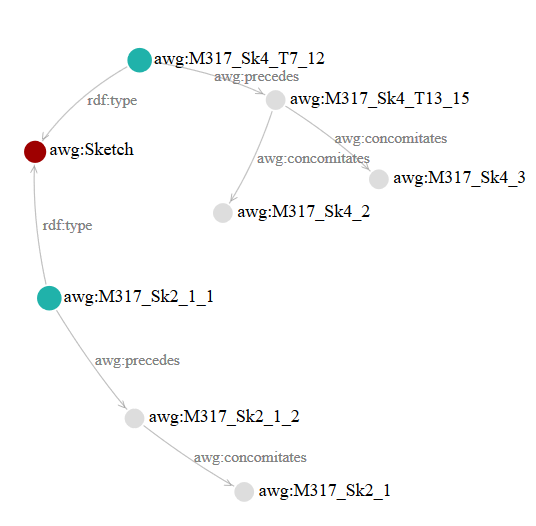 awg:M317_Sk4_T7_12
awg:precedes
rdf:type
awg:M317_Sk4_T13_15
awg:concomitates
awg:Sketch
awg:concomitates
awg:M317_Sk4_3
awg:M317_Sk4_2
rdf:type
awg:M317_Sk2_1_1
awg:precedes
awg:M317_Sk2_1_2
awg:concomitates
awg:M317_Sk2_1